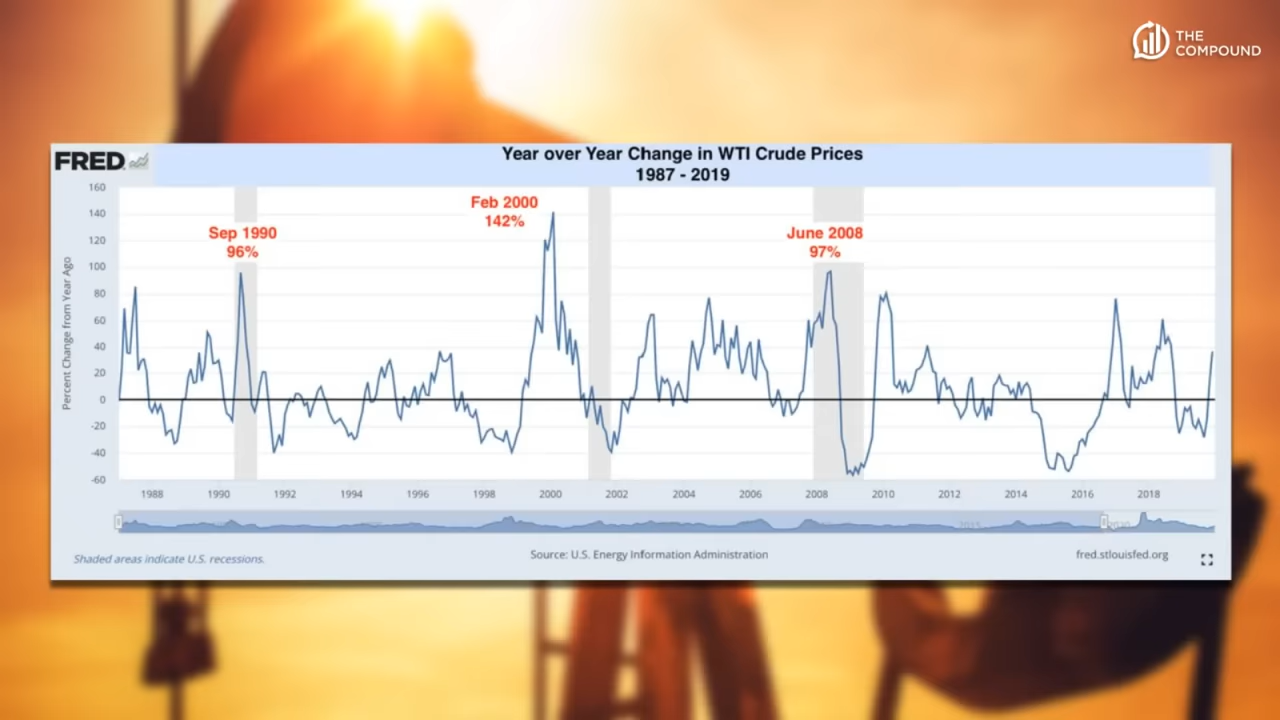 THE
COMPOUND
FRED
Year over Year Change in WTI Crude Prices
1987 - 2019
Percent Change from Year Ago
160
140
120
100
80
60
40
20
0
-20
-40
-60
Sep 1990
96%
Feb 2000
142%
June 2008
97%
1988 1990 1992 1994 1996 1998 2000 2002 2004 2006 2008 2010 2012 2014 2016 2018
Shaded areas indicate U.S. recessions.
Source: U.S. Energy Information Administration
fred.stlouisfed.org